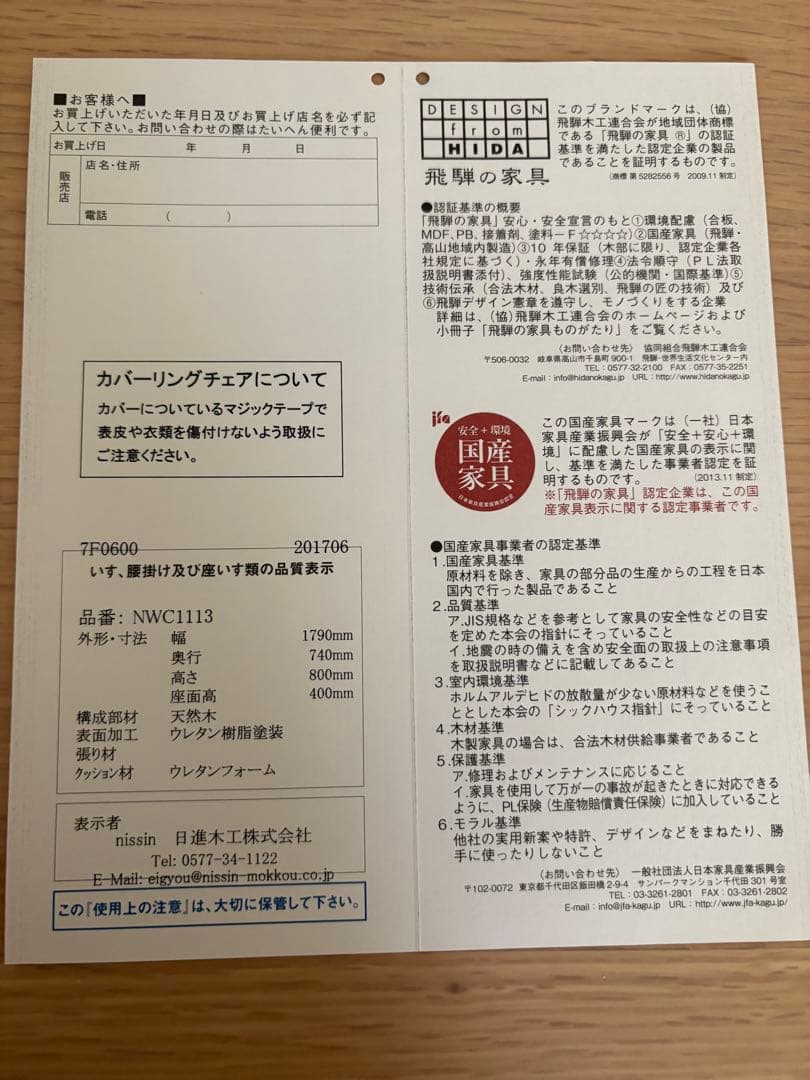 ■お客様へ■
お買上げいただいた年月日及びお買上げ店名を必ず記
入して下さい。お問い合わせの際はたいへん便利です。
お買上げ日　年　月　日
販売店
店名・住所
電話　（　　）
カバーリングチェアについて
カバーについているマジックテープで
表皮や衣類を傷付けないよう取扱に
ご注意ください。
7F0600　201706
いす、腰掛け及び座いす類の品質表示
品番: NWC1113
外形・寸法　幅　1790mm
奥行　740mm
高さ　800mm
座面高　400mm
構成部材　天然木
表面加工　ウレタン樹脂塗装
張り材
クッション材　ウレタンフォーム
表示者
nissin　日進木工株式会社
Tel: 0577-34-1122
E-Mail: eigyou@nissin-mokkou.co.jp
この『使用上の注意』は、大切に保管して下さい。
DESIGN
from
HIDA
飛騨の家具
このブランドマークは、（協）
飛騨木工連合会が地域団体商標
である「飛騨の家具 ®」の認証
基準を満たした認定企業の製品
であることを証明するものです。
（商標 第 5282556 号　2009.11 制定）
●認証基準の概要
「飛騨の家具」安心・安全宣言のもと①環境配慮（合板、
MDF、PB、接着剤、塗料－F☆☆☆☆）②国産家具（飛騨・
高山地域内製造）③10 年保証（木部に限り、認定企業各
社規定に基づく）・永年有償修理④法令順守（ＰＬ法取
扱説明書添付）、強度性能試験（公的機関・国際基準）⑤
技術伝承（合法木材、良木選別、飛騨の匠の技術）及び
⑥飛騨デザイン憲章を遵守し、モノづくりをする企業
詳細は、（協）飛騨木工連合会のホームページおよび
小冊子「飛騨の家具ものがたり」をご覧ください。
〈お問い合わせ先〉　協同組合飛騨木工連合会
〒506-0032　岐阜県高山市千島町 900-1　飛騨・世界生活文化センター内
TEL：0577-32-2100　FAX：0577-35-2251
E-mail：info@hidanokagu.jp　URL：http://www.hidanokagu.jp
jfa
安全＋環境
国産
家具
日本家具産業振興会認定
この国産家具マークは（一社）日本
家具産業振興会が「安全＋安心＋環
境」に配慮した国産家具の表示に関
し、基準を満たした事業者認定を証
明するものです。（2013.11 制定）
※「飛騨の家具」認定企業は、この国
産家具表示に関する認定事業者です。
●国産家具事業者の認定基準
１.国産家具基準
原材料を除き、家具の部分品の生産からの工程を日本
国内で行った製品であること
２.品質基準
ア.JIS規格などを参考として家具の安全性などの目安
を定めた本会の指針にそっていること
イ.地震の時の備えを含め安全面の取扱上の注意事項
を取扱説明書などに記載してあること
３.室内環境基準
ホルムアルデヒドの放散量が少ない原材料などを使うこ
ととした本会の「シックハウス指針」にそっていること
４.木材基準
木製家具の場合は、合法木材供給事業者であること
５.保護基準
ア.修理およびメンテナンスに応じること
イ.家具を使用して万が一の事故が起きたときに対応できる
ように、PL保険（生産物賠償責任保険）に加入していること
６.モラル基準
他社の実用新案や特許、デザインなどをまねたり、勝
手に使ったりしないこと
〈お問い合わせ先〉　一般社団法人日本家具産業振興会
〒102-0072　東京都千代田区飯田橋 2-9-4　サンパークマンション千代田 301 号室
TEL：03-3261-2801　FAX：03-3261-2802
E-mail：info@jfa-kagu.jp　URL：http://www.jfa-kagu.jp/